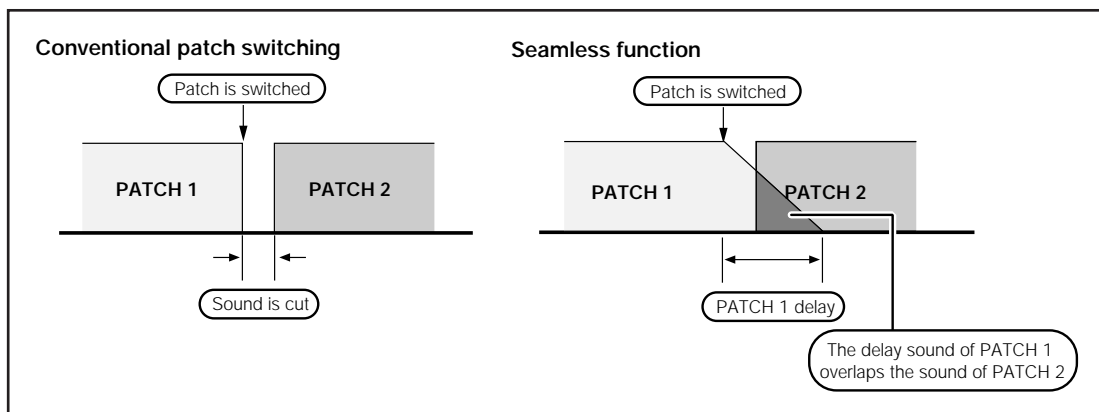 Conventional patch switching
Patch is switched
PATCH 1
PATCH 2
Sound is cut
Seamless function
Patch is switched
PATCH 1
PATCH 2
PATCH 1 delay
The delay sound of PATCH 1
overlaps the sound of PATCH 2